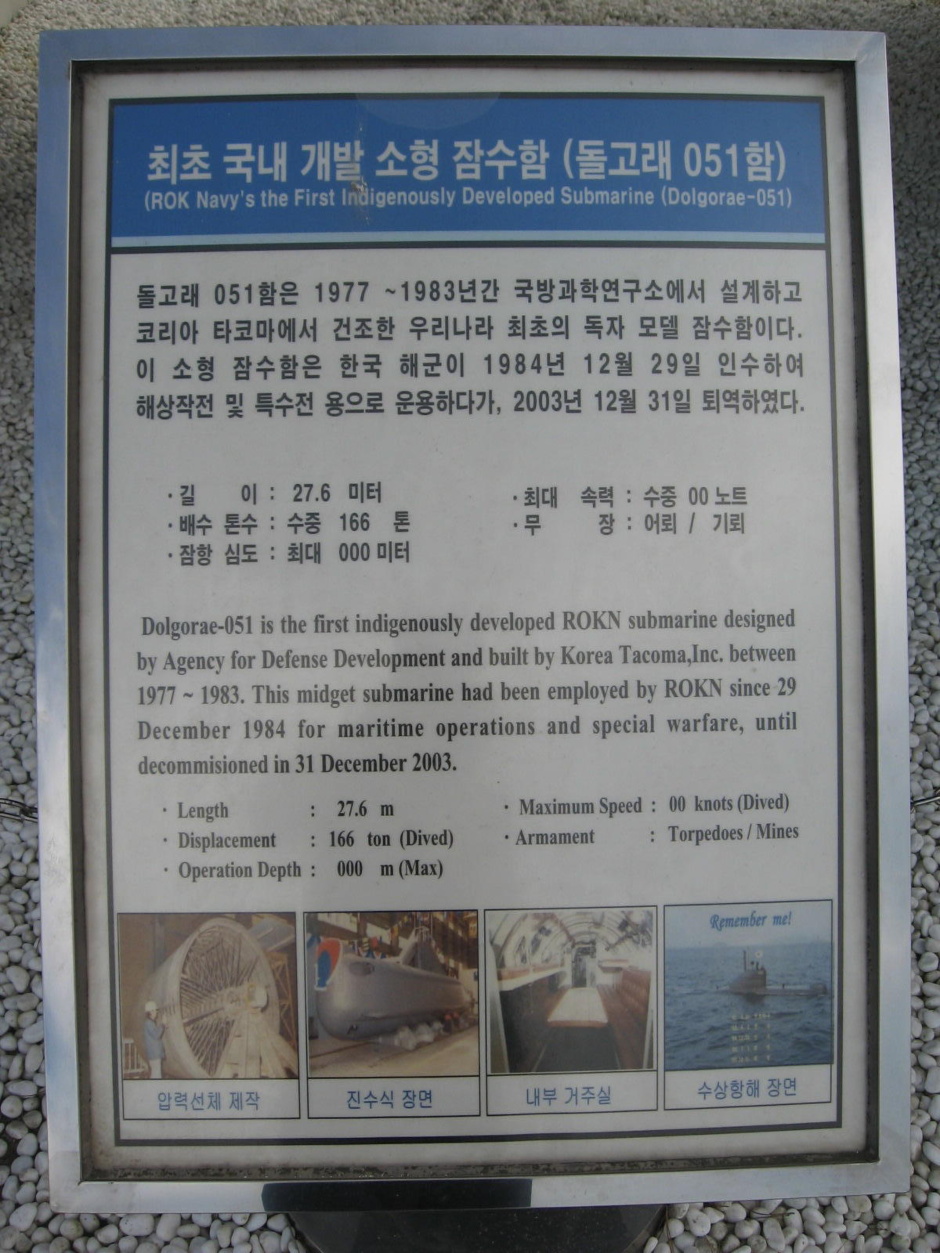 최초 국내 개발 소형 잠수함 (돌고래 051함)
(ROK Navy's the First Indigenously Developed Submarine (Dolgorae-051)
돌고래 051함은 1977 ~1983년간 국방과학연구소에서 설계하고
코리아 타코마에서 건조한 우리나라 최초의 독자 모델 잠수함이다.
이 소형 잠수함은 한국 해군이 1984년 12월 29일 인수하여
해상작전 및 특수전 용으로 운용하다가, 2003년 12월 31일 퇴역하였다.
· 길 이 : 27.6 미터
· 배수 톤수 : 수중 166 톤
· 잠항 심도 : 최대 000 미터
· 최대 속력 : 수중 00 노트
· 무 장 : 어뢰 / 기뢰
Dolgorae-051 is the first indigenously developed ROKN submarine designed
by Agency for Defense Development and built by Korea Tacoma,Inc. between
1977 ~ 1983. This midget submarine had been employed by ROKN since 29
December 1984 for maritime operations and special warfare, until
decommisioned in 31 December 2003.
· Length : 27.6 m
· Displacement : 166 ton (Dived)
· Operation Depth : 000 m (Max)
· Maximum Speed : 00 knots (Dived)
· Armament : Torpedoes / Mines
Remember me!
압력선체 제작
진수식 장면
내부 거주실
수상항해 장면